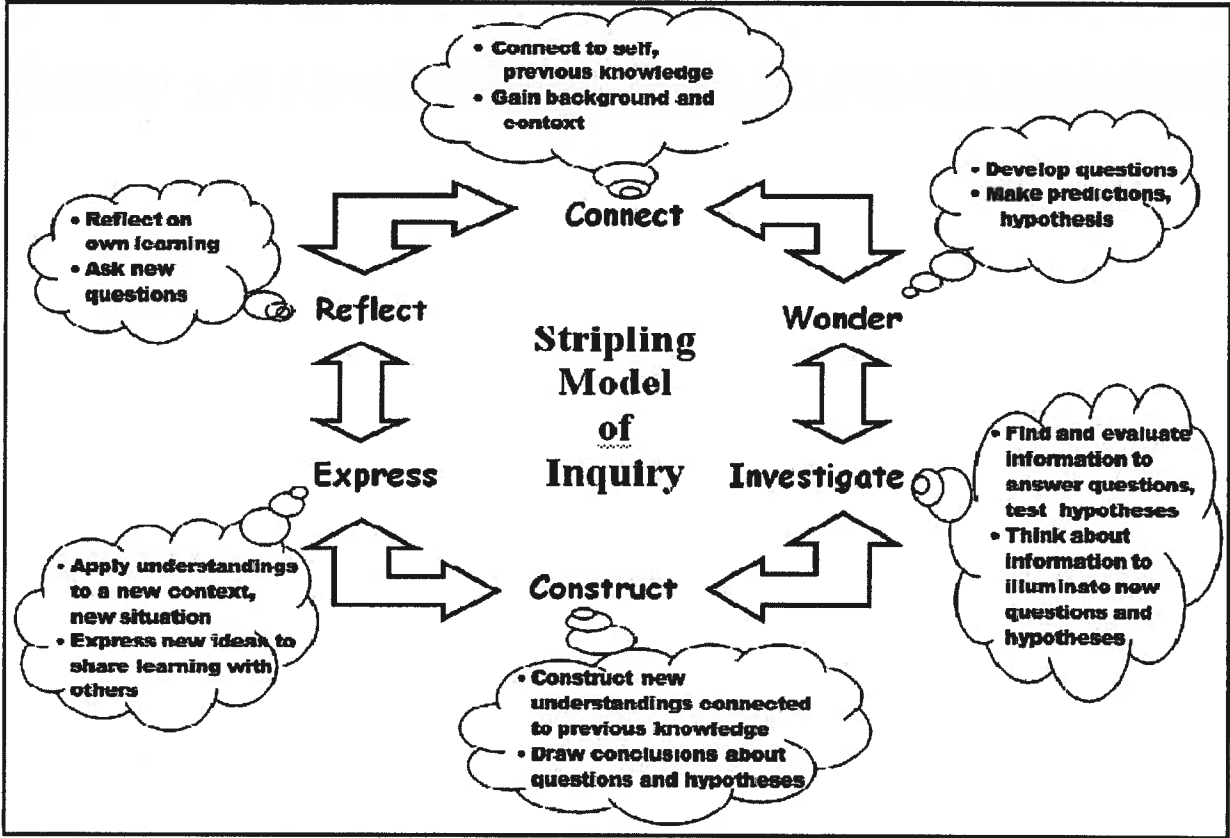 • Connect to self,
previous knowledge
• Gain background and
context
Connect
• Develop questions
• Make predictions,
hypothesis
Wonder
• Find and evaluate
information to
answer questions,
test hypotheses
• Think about
information to
illuminate new
questions and
hypotheses
Investigate
Construct
• Construct new
understandings connected
to previous knowledge
• Draw conclusions about
questions and hypotheses
Express
• Apply understandings
to a new context,
new situation
• Express new ideas to
share learning with
others
• Reflect on
own learning
• Ask new
questions
Reflect
Stripling
Model
of
Inquiry